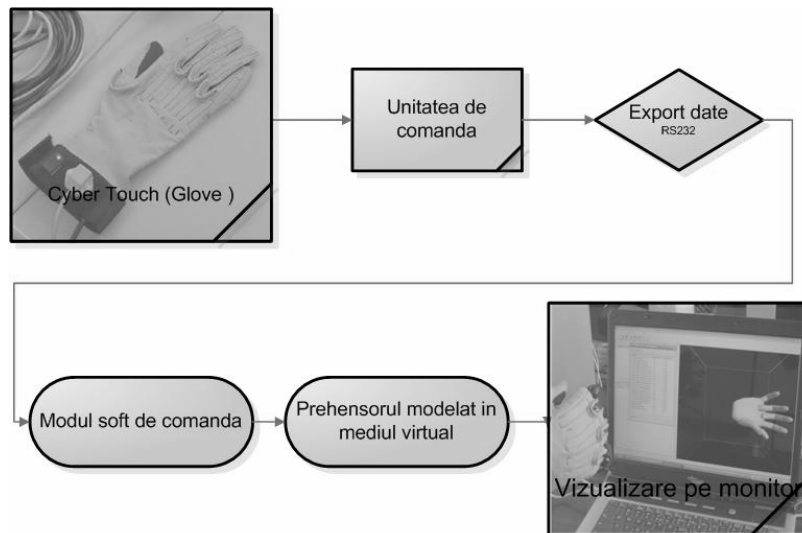 Cyber Touch (Glove )
Unitatea de
comanda
Export date
RS232
Modul soft de comanda
Prehensorul modelat in
mediul virtual
Vizualizare pe monitor